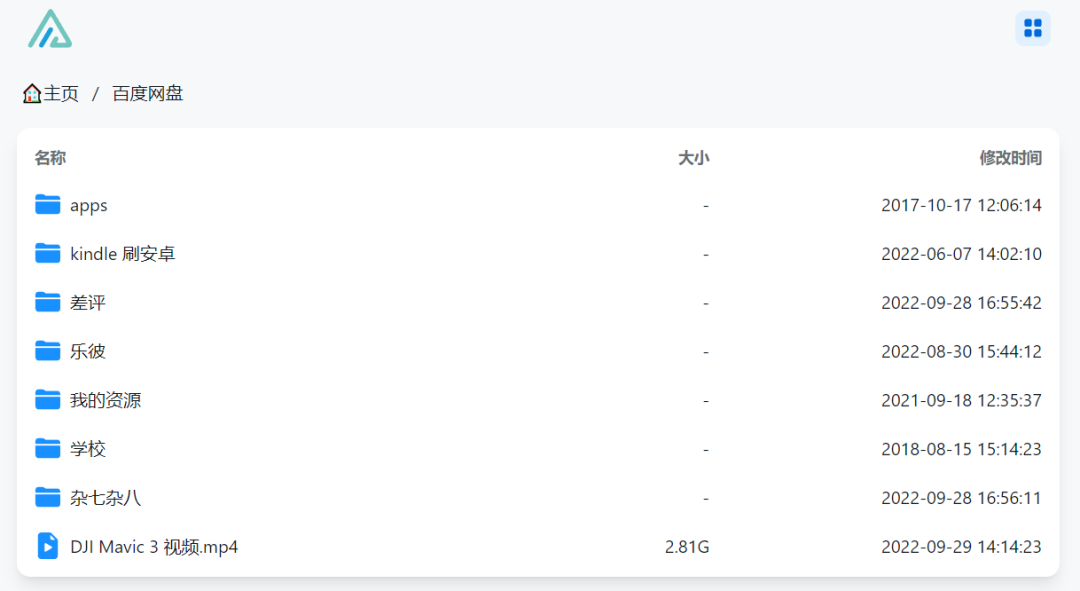 主页 / 百度网盘
名称 大小 修改时间
apps - 2017-10-17 12:06:14
kindle 刷安卓 - 2022-06-07 14:02:10
差评 - 2022-09-28 16:55:42
乐彼 - 2022-08-30 15:44:12
我的资源 - 2021-09-18 12:35:37
学校 - 2018-08-15 15:14:23
杂七杂八 - 2022-09-28 16:56:11
DJI Mavic 3 视频.mp4 2.81G 2022-09-29 14:14:23